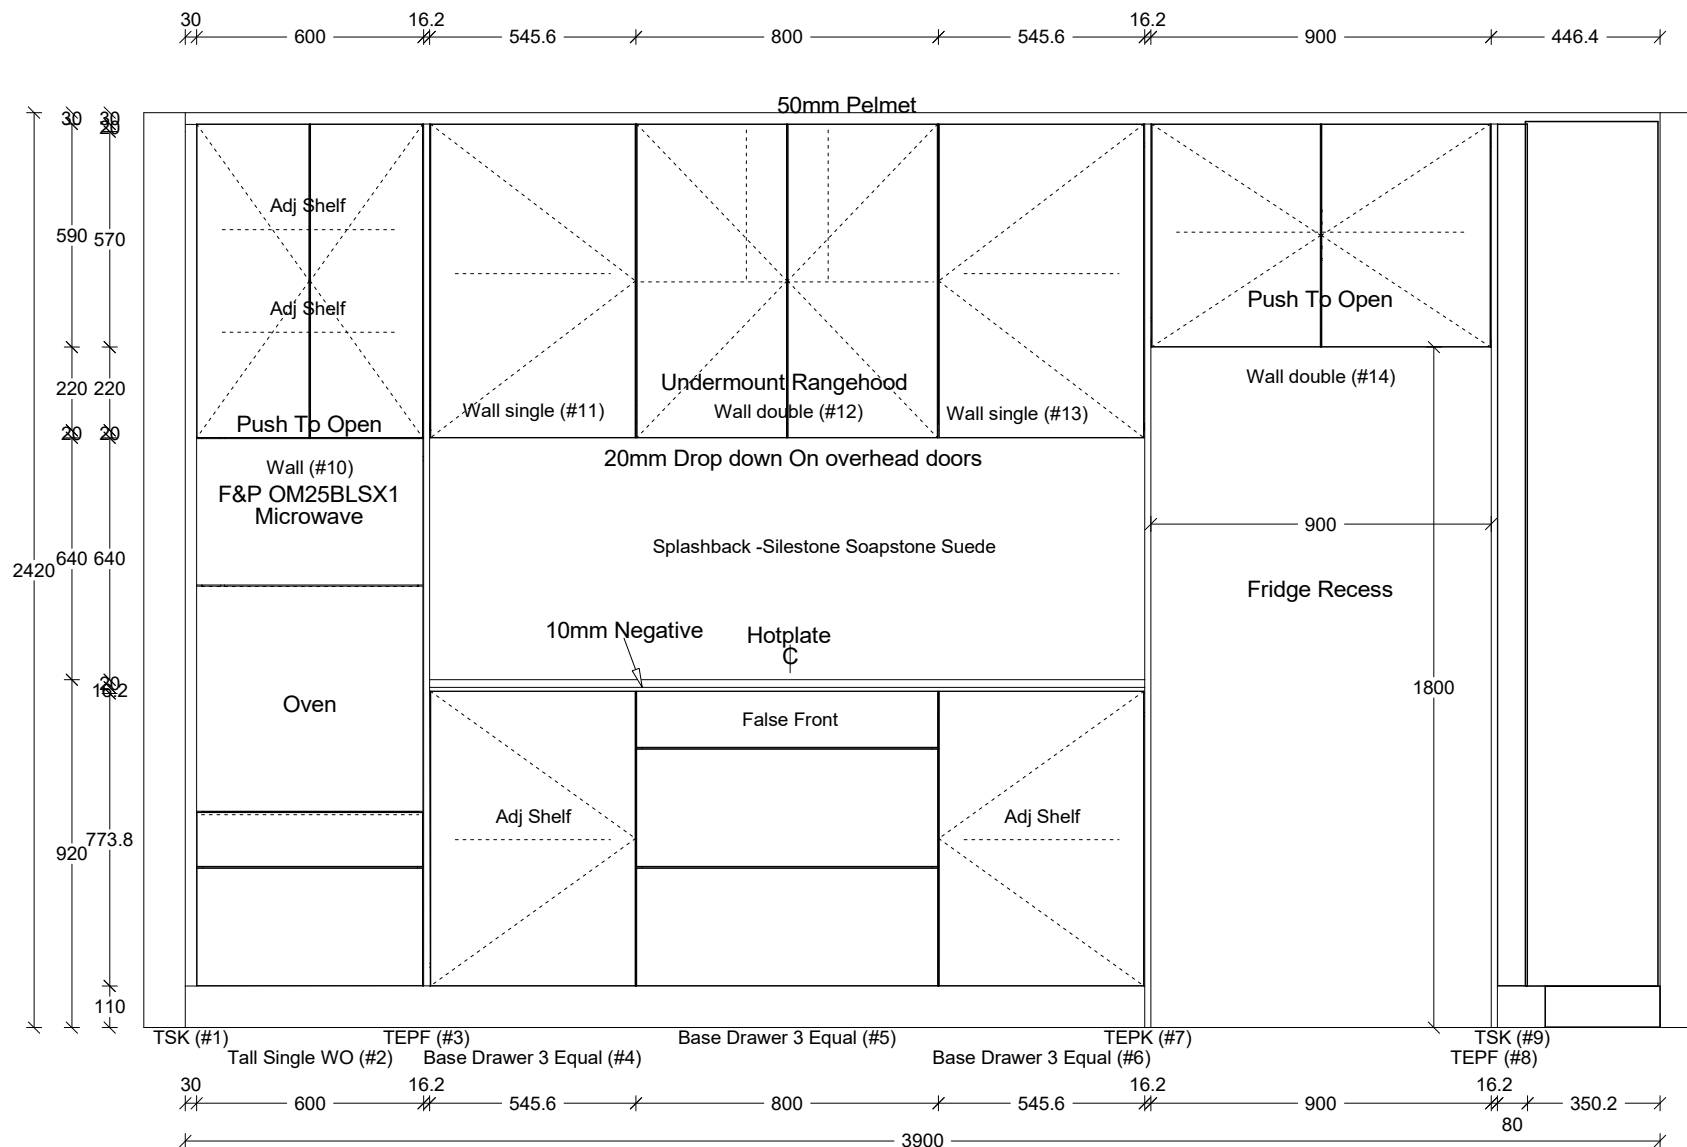 30 16.2 16.2
600 545.6 800 545.6 900 446.4
50mm Pelmet
30 30
20
Adj Shelf
590 570
Adj Shelf
Push To Open
Undermount Rangehood
Wall double (#14)
220 220
Wall single (#11) Wall double (#12) Wall single (#13)
Push To Open
20 20
20mm Drop down On overhead doors
Wall (#10)
F&P OM25BLSX1
Microwave
900
Splashback -Silestone Soapstone Suede
640 640
2420
Fridge Recess
10mm Negative Hotplate
C
20
16.2
1800
Oven
False Front
Adj Shelf Adj Shelf
773.8
920
110
TSK (#1) TEPF (#3) Base Drawer 3 Equal (#5) TEPK (#7) TSK (#9)
Tall Single WO (#2) Base Drawer 3 Equal (#4) Base Drawer 3 Equal (#6) TEPF (#8)
30 16.2 16.2 16.2
600 545.6 800 545.6 900 350.2
80
3900